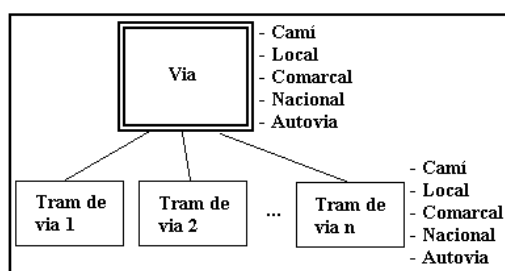 Via
- Camí
- Local
- Comarcal
- Nacional
- Autovia
Tram de
via 1
Tram de
via 2
...
Tram de
via n
- Camí
- Local
- Comarcal
- Nacional
- Autovia